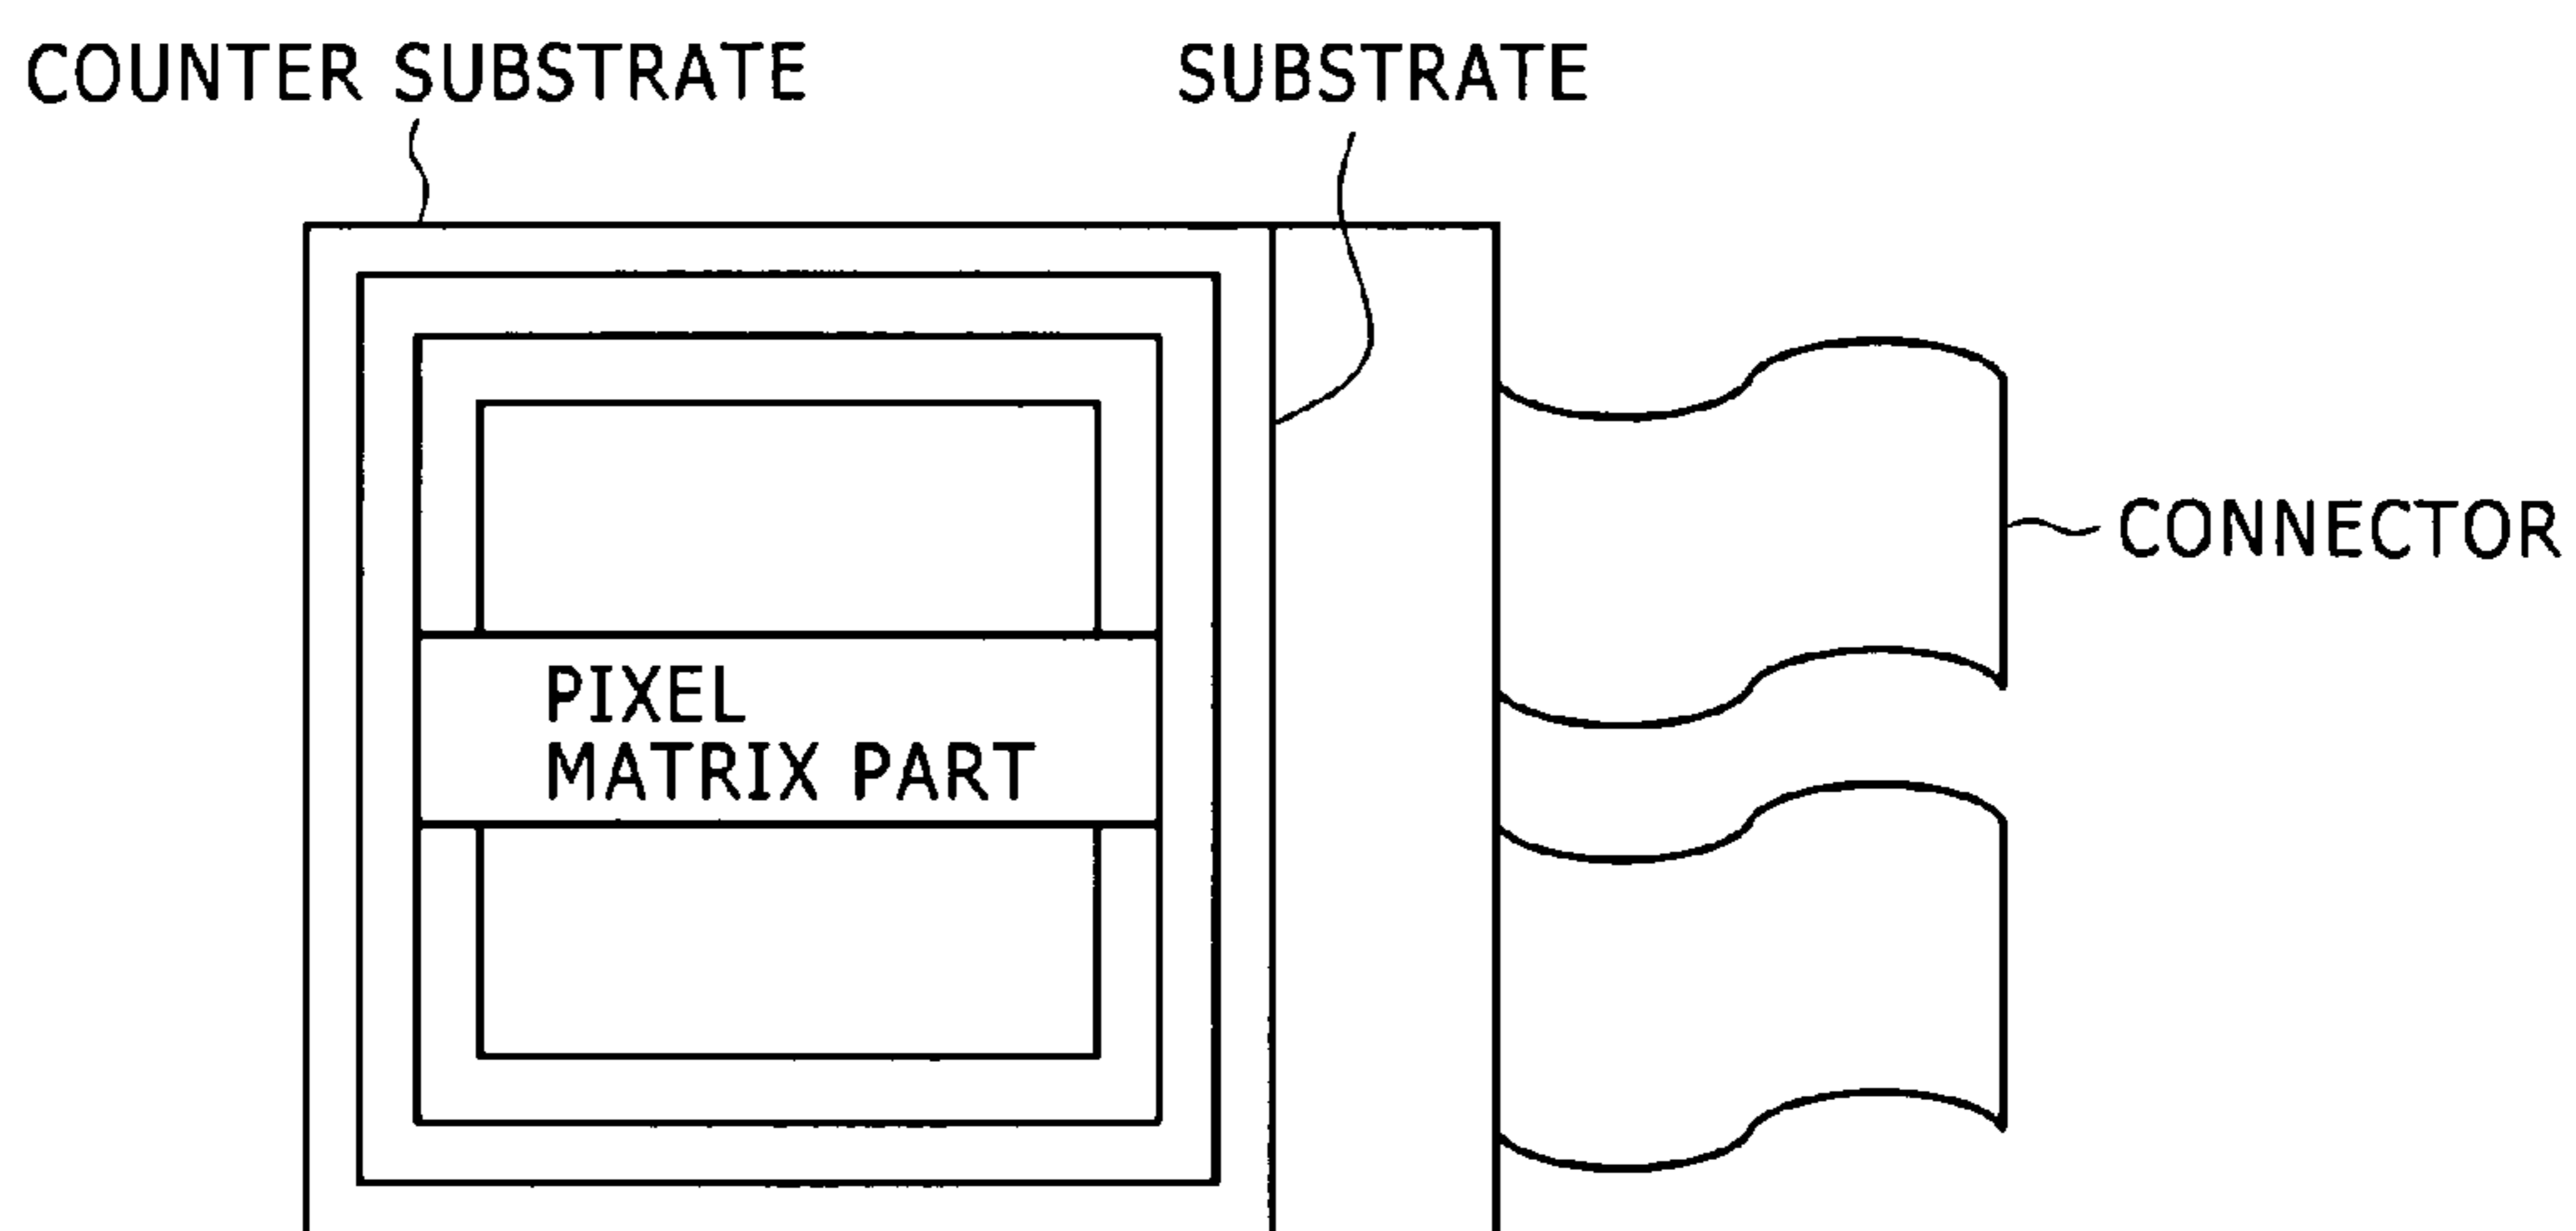 COUNTER SUBSTRATE
SUBSTRATE
CONNECTOR
PIXEL
MATRIX PART